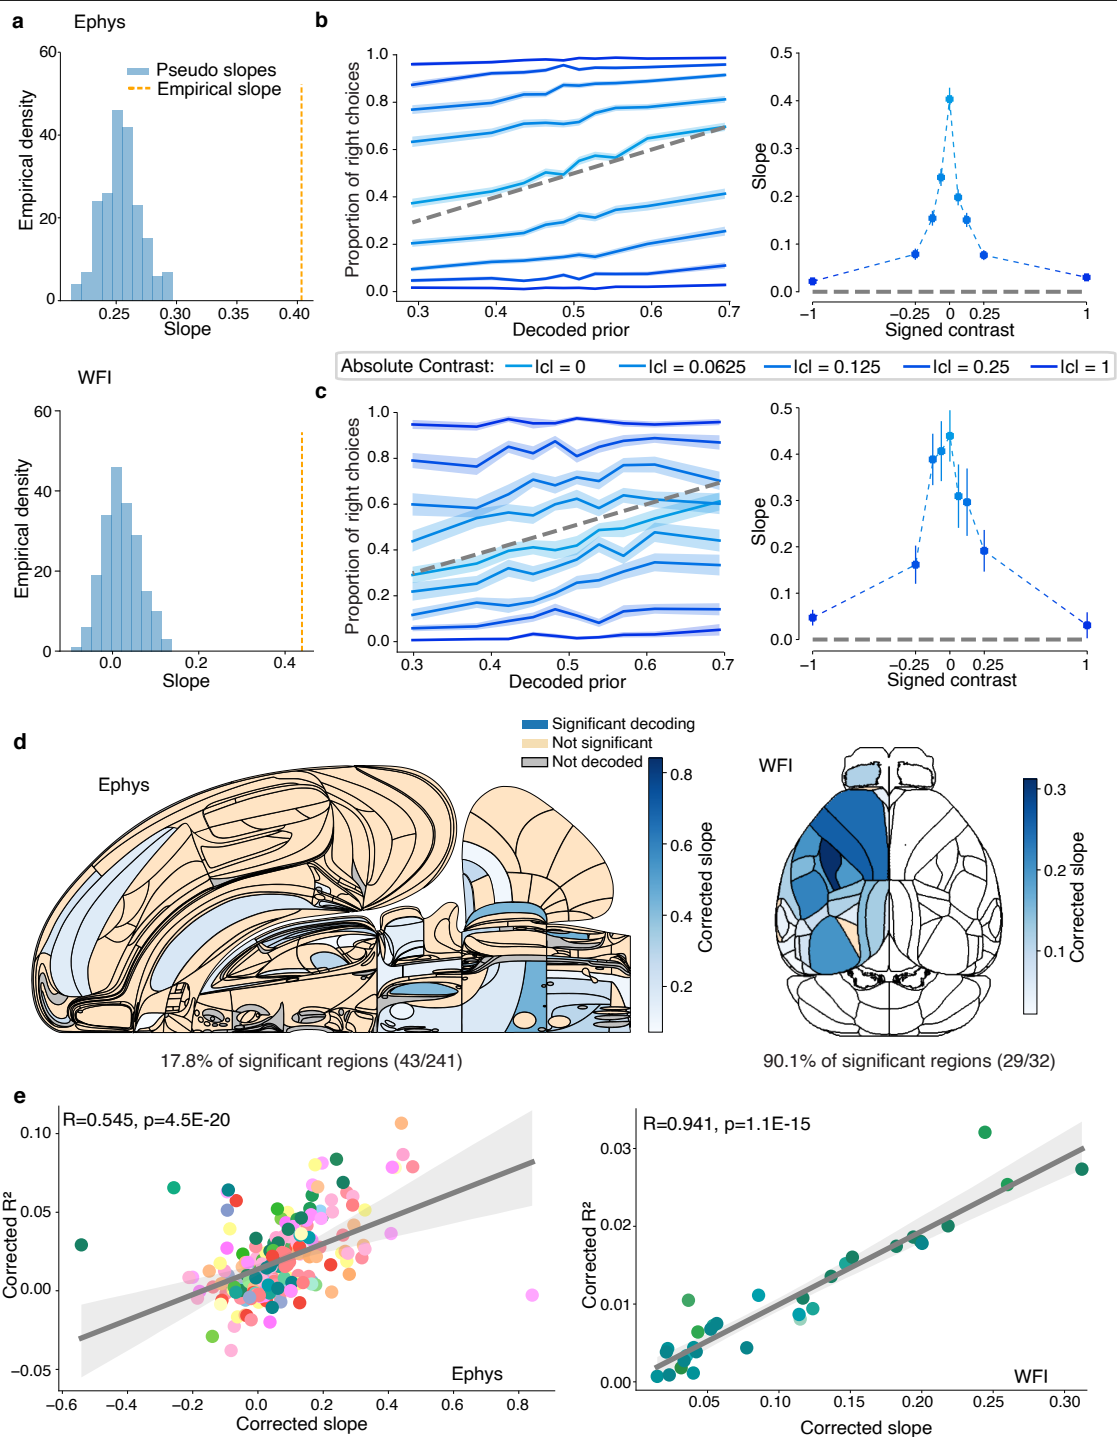 a
Ephys
60
40
20
0
Empirical density
Pseudo slopes
Empirical slope
0.25
0.30
0.35
0.40
Slope
b
1.0
0.8
0.6
0.4
0.2
0.0
Proportion of right choices
0.3
0.4
0.5
0.6
0.7
Decoded prior
0.5
0.4
0.3
0.2
0.1
0.0
Slope
−1
−0.25
0
0.25
1
Signed contrast
Absolute Contrast:
|c| = 0
|c| = 0.0625
|c| = 0.125
|c| = 0.25
|c| = 1
WFI
60
40
20
0
Empirical density
0.0
0.2
0.4
Slope
c
1.0
0.8
0.6
0.4
0.2
0.0
Proportion of right choices
0.3
0.4
0.5
0.6
0.7
Decoded prior
0.5
0.4
0.3
0.2
0.1
0.0
Slope
−1
−0.25
0
0.25
1
Signed contrast
d
Significant decoding
Not significant
Not decoded
Ephys
0.8
0.6
0.4
0.2
Corrected slope
17.8% of significant regions (43/241)
WFI
0.3
0.2
0.1
Corrected slope
90.1% of significant regions (29/32)
e
R=0.545, p=4.5E-20
0.10
0.05
0.00
−0.05
Corrected R²
Ephys
−0.6
−0.4
−0.2
0.0
0.2
0.4
0.6
0.8
Corrected slope
R=0.941, p=1.1E-15
0.03
0.02
0.01
0.00
Corrected R²
WFI
0.05
0.10
0.15
0.20
0.25
0.30
Corrected slope